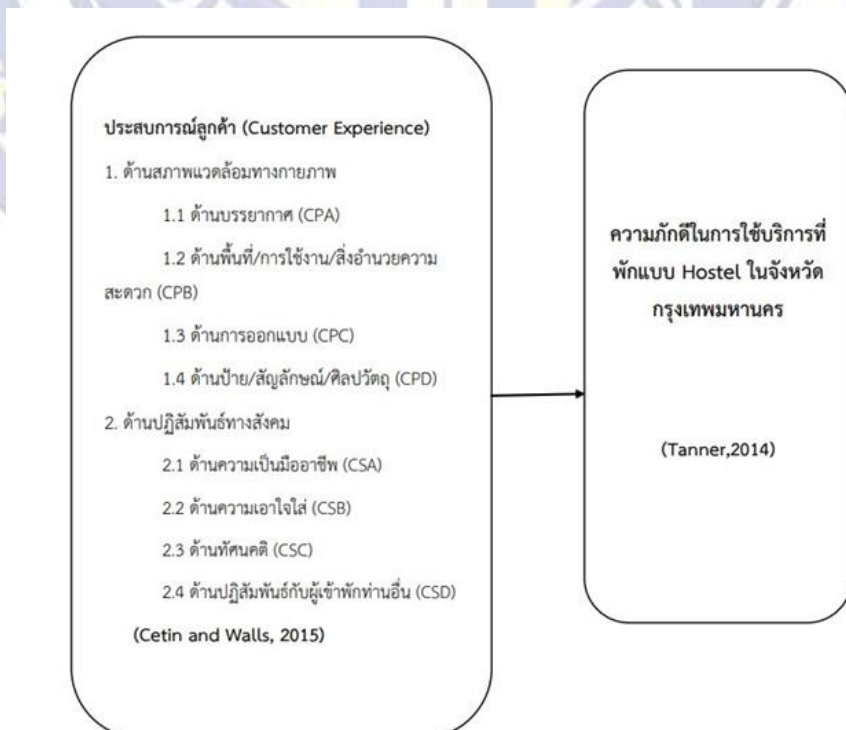 ประสบการณ์ลูกค้า (Customer Experience)
1. ด้านสภาพแวดล้อมทางกายภาพ
1.1 ด้านบรรยากาศ (CPA)
1.2 ด้านพื้นที่/การใช้งาน/สิ่งอำนวยความ
สะดวก (CPB)
1.3 ด้านการออกแบบ (CPC)
1.4 ด้านป้าย/สัญลักษณ์/ศิลปวัตถุ (CPD)
2. ด้านปฏิสัมพันธ์ทางสังคม
2.1 ด้านความเป็นมืออาชีพ (CSA)
2.2 ด้านความเอาใจใส่ (CSB)
2.3 ด้านทัศนคติ (CSC)
2.4 ด้านปฏิสัมพันธ์กับผู้เข้าพักท่านอื่น (CSD)
(Cetin and Walls, 2015)
ความภักดีในการใช้บริการที่
พักแบบ Hostel ในจังหวัด
กรุงเทพมหานคร
(Tanner,2014)